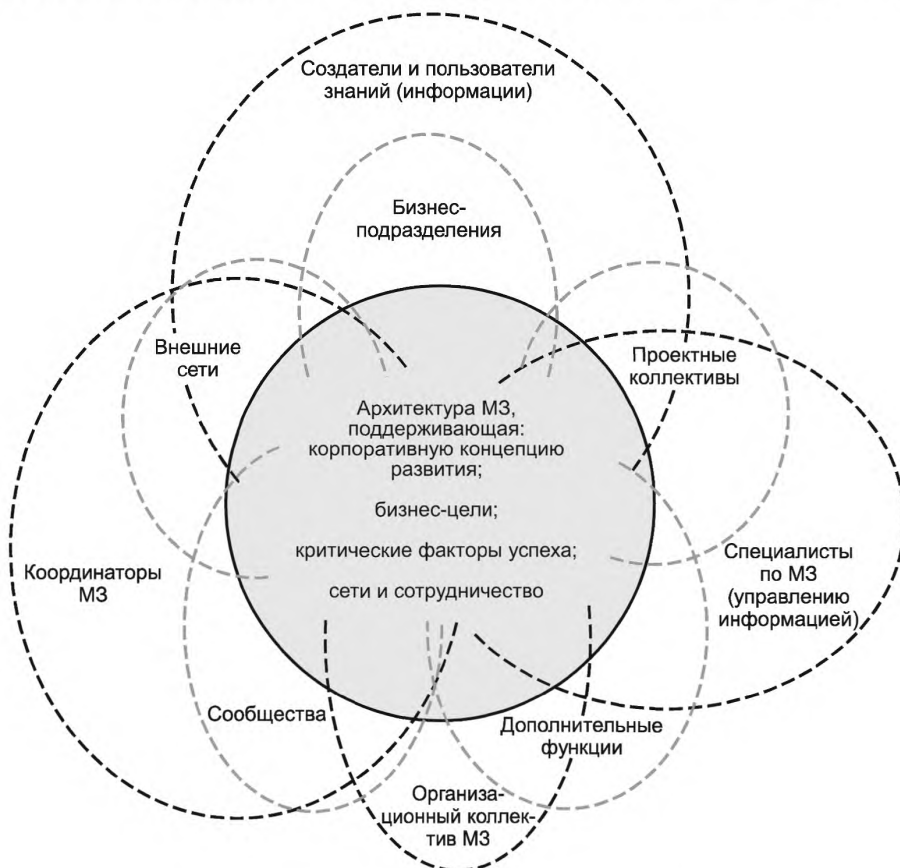 Создатели и пользователи
знаний (информации)
Бизнес-
подразделения
Внешние
сети
Проектные
коллективы
Архитектура МЗ,
поддерживающая:
корпоративную концепцию
развития;
бизнес-цели;
критические факторы успеха;
сети и сотрудничество
Координаторы
МЗ
Специалисты
по МЗ
(управлению
информацией)
Сообщества
Дополнительные
функции
Организа-
ционный коллек-
тив МЗ